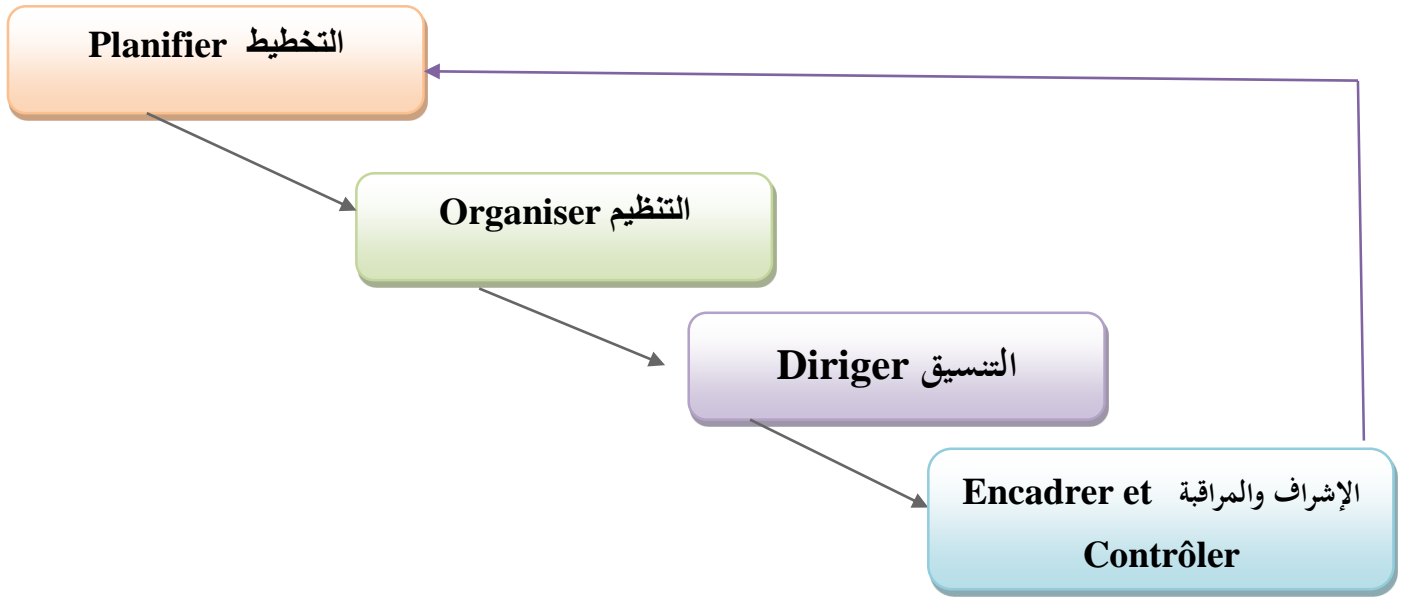 التخطيط Planifier
التنظيم Organiser
التنسيق Diriger
الإشراف والمراقبة Encadrer et
Contrôler